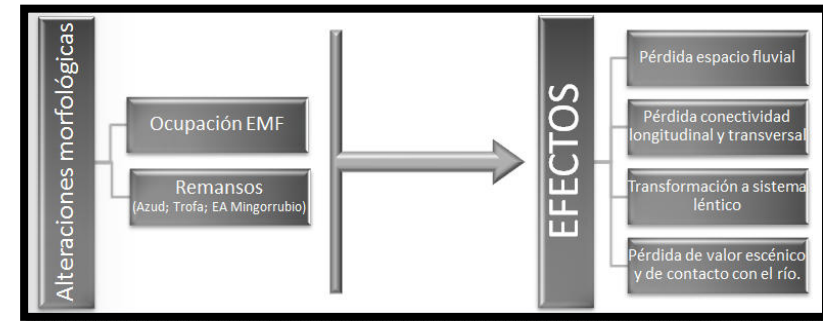 Alteraciones morfológicas
Ocupación EMF
Remansos
(Azud; Trofa; EA Mingorrubio)
EFECTOS
Pérdida espacio fluvial
Pérdida conectividad
longitudinal y transversal
Transformación a sistema
léntico
Pérdida de valor escénico
y de contacto con el río.